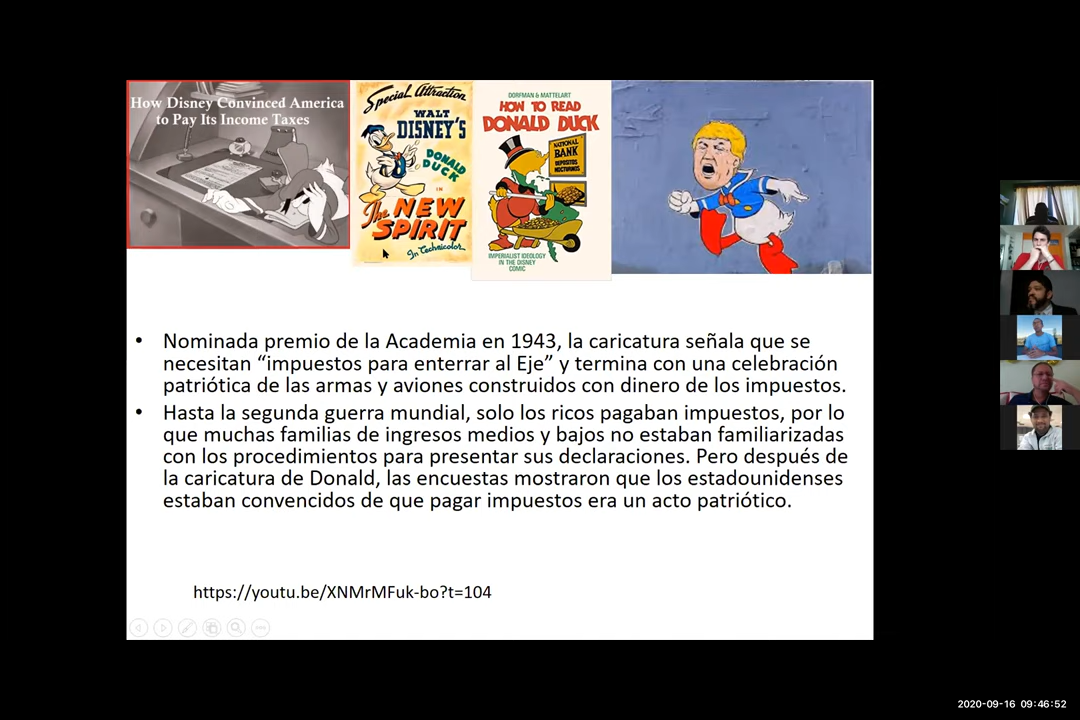 How Disney Convinced America
to Pay Its Income Taxes
Special Attraction
WALT
DISNEY'S
DONALD
DUCK
IN
The NEW
SPIRIT
In Technicolor
DORFMAN & MATTELART
HOW TO READ
DONALD DUCK
NATIONAL
BANK
DEPOSITOS
NOCTURNOS
IMPERIALIST IDEOLOGY
IN THE DISNEY
COMIC
• Nominada premio de la Academia en 1943, la caricatura señala que se
necesitan “impuestos para enterrar al Eje” y termina con una celebración
patriótica de las armas y aviones construidos con dinero de los impuestos.
• Hasta la segunda guerra mundial, solo los ricos pagaban impuestos, por lo
que muchas familias de ingresos medios y bajos no estaban familiarizadas
con los procedimientos para presentar sus declaraciones. Pero después de
la caricatura de Donald, las encuestas mostraron que los estadounidenses
estaban convencidos de que pagar impuestos era un acto patriótico.
https://youtu.be/XNMrMFuk-bo?t=104
2020-09-16 09:46:52